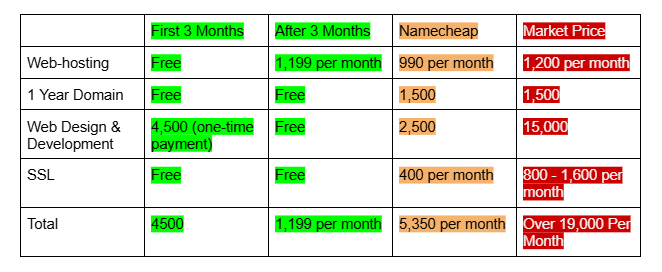 First 3 Months After 3 Months Namecheap Market Price
Web-hosting Free 1,199 per month 990 per month 1,200 per month
1 Year Domain Free Free 1,500 1,500
Web Design & 4,500 (one-time Free 2,500 15,000
Development payment)
SSL Free Free 400 per month 800 - 1,600 per
month
Total 4500 1,199 per month 5,350 per month Over 19,000 Per
Month